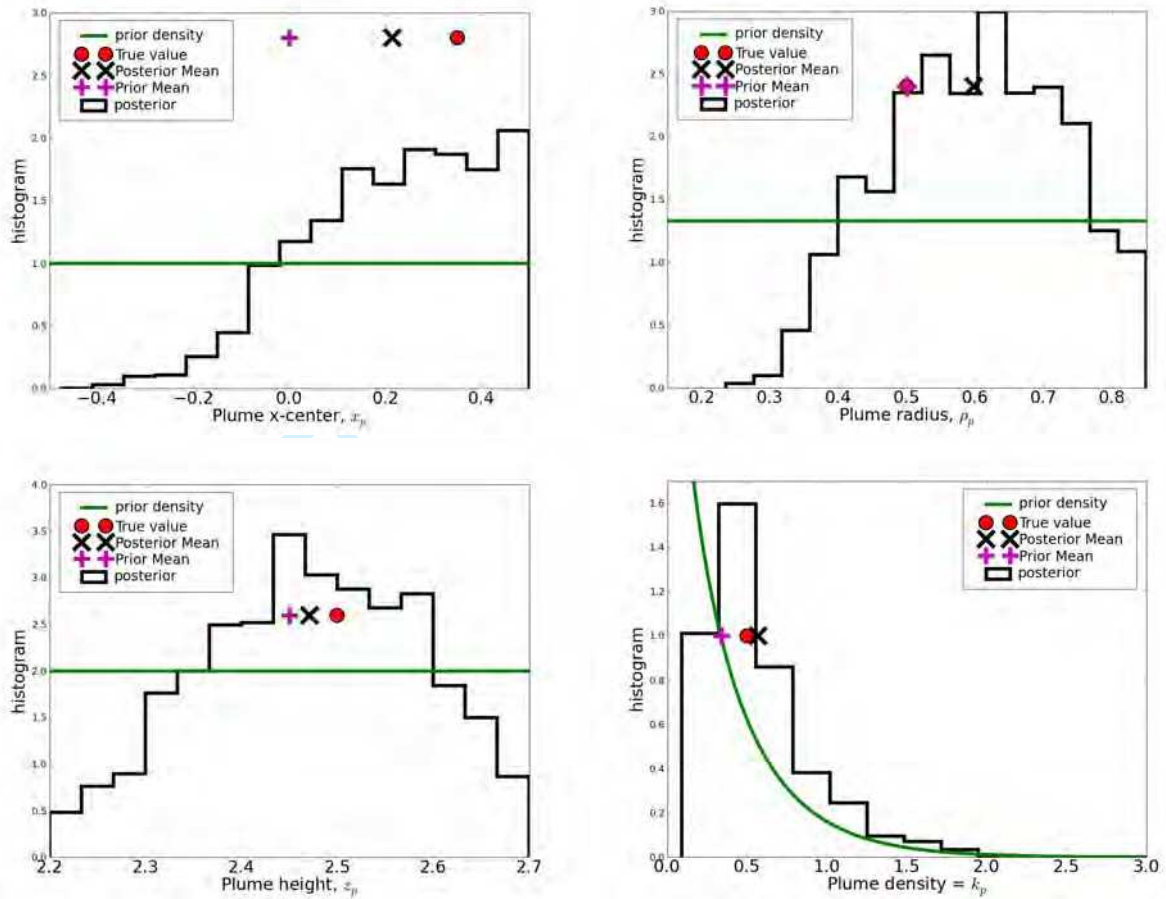 3.0
2.5
2.0
1.5
1.0
0.5
0.0
prior density
True value
Posterior Mean
Prior Mean
posterior
histogram
−0.4 −0.2 0.0 0.2 0.4
Plume x-center, x_p
3.0
2.5
2.0
1.5
1.0
0.5
0.0
prior density
True value
Posterior Mean
Prior Mean
posterior
histogram
0.2 0.3 0.4 0.5 0.6 0.7 0.8
Plume radius, ρ_p
4.0
3.5
3.0
2.5
2.0
1.5
1.0
0.5
0.0
prior density
True value
Posterior Mean
Prior Mean
posterior
histogram
2.2 2.3 2.4 2.5 2.6 2.7
Plume height, z_p
1.6
1.4
1.2
1.0
0.8
0.6
0.4
0.2
0.0
prior density
True value
Posterior Mean
Prior Mean
posterior
histogram
0.0 0.5 1.0 1.5 2.0 2.5 3.0
Plume density = k_p